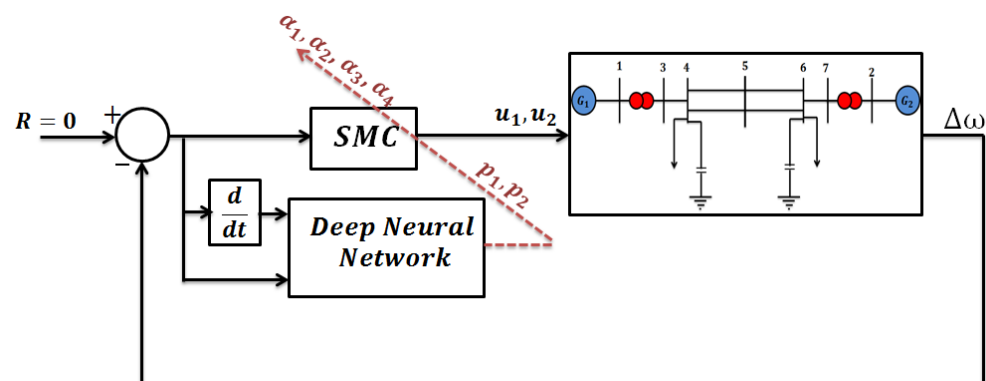 R = 0
+
−
α₁, α₂, α₃, α₄
SMC
p₁, p₂
u₁, u₂
d
dt
Deep Neural
Network
G₁
1
3
4
5
6
7
2
G₂
Δω